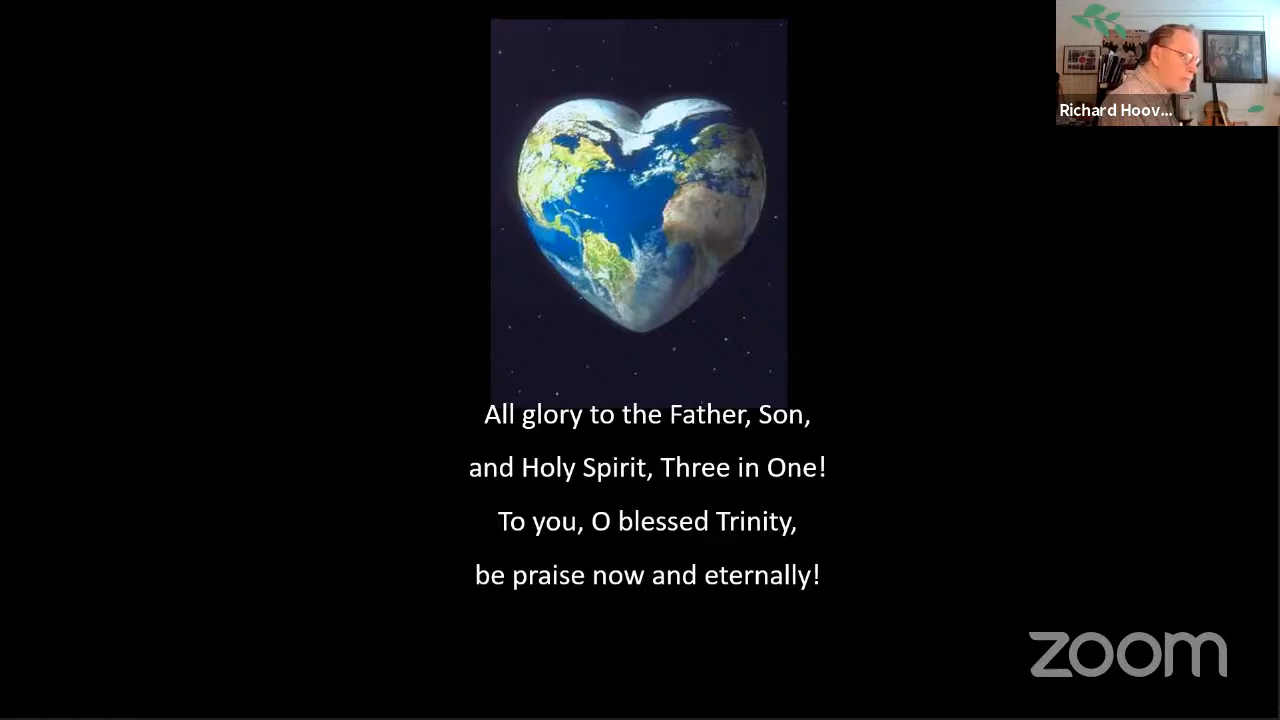 Richard Hoov...
All glory to the Father, Son,
and Holy Spirit, Three in One!
To you, O blessed Trinity,
be praise now and eternally!
zoom